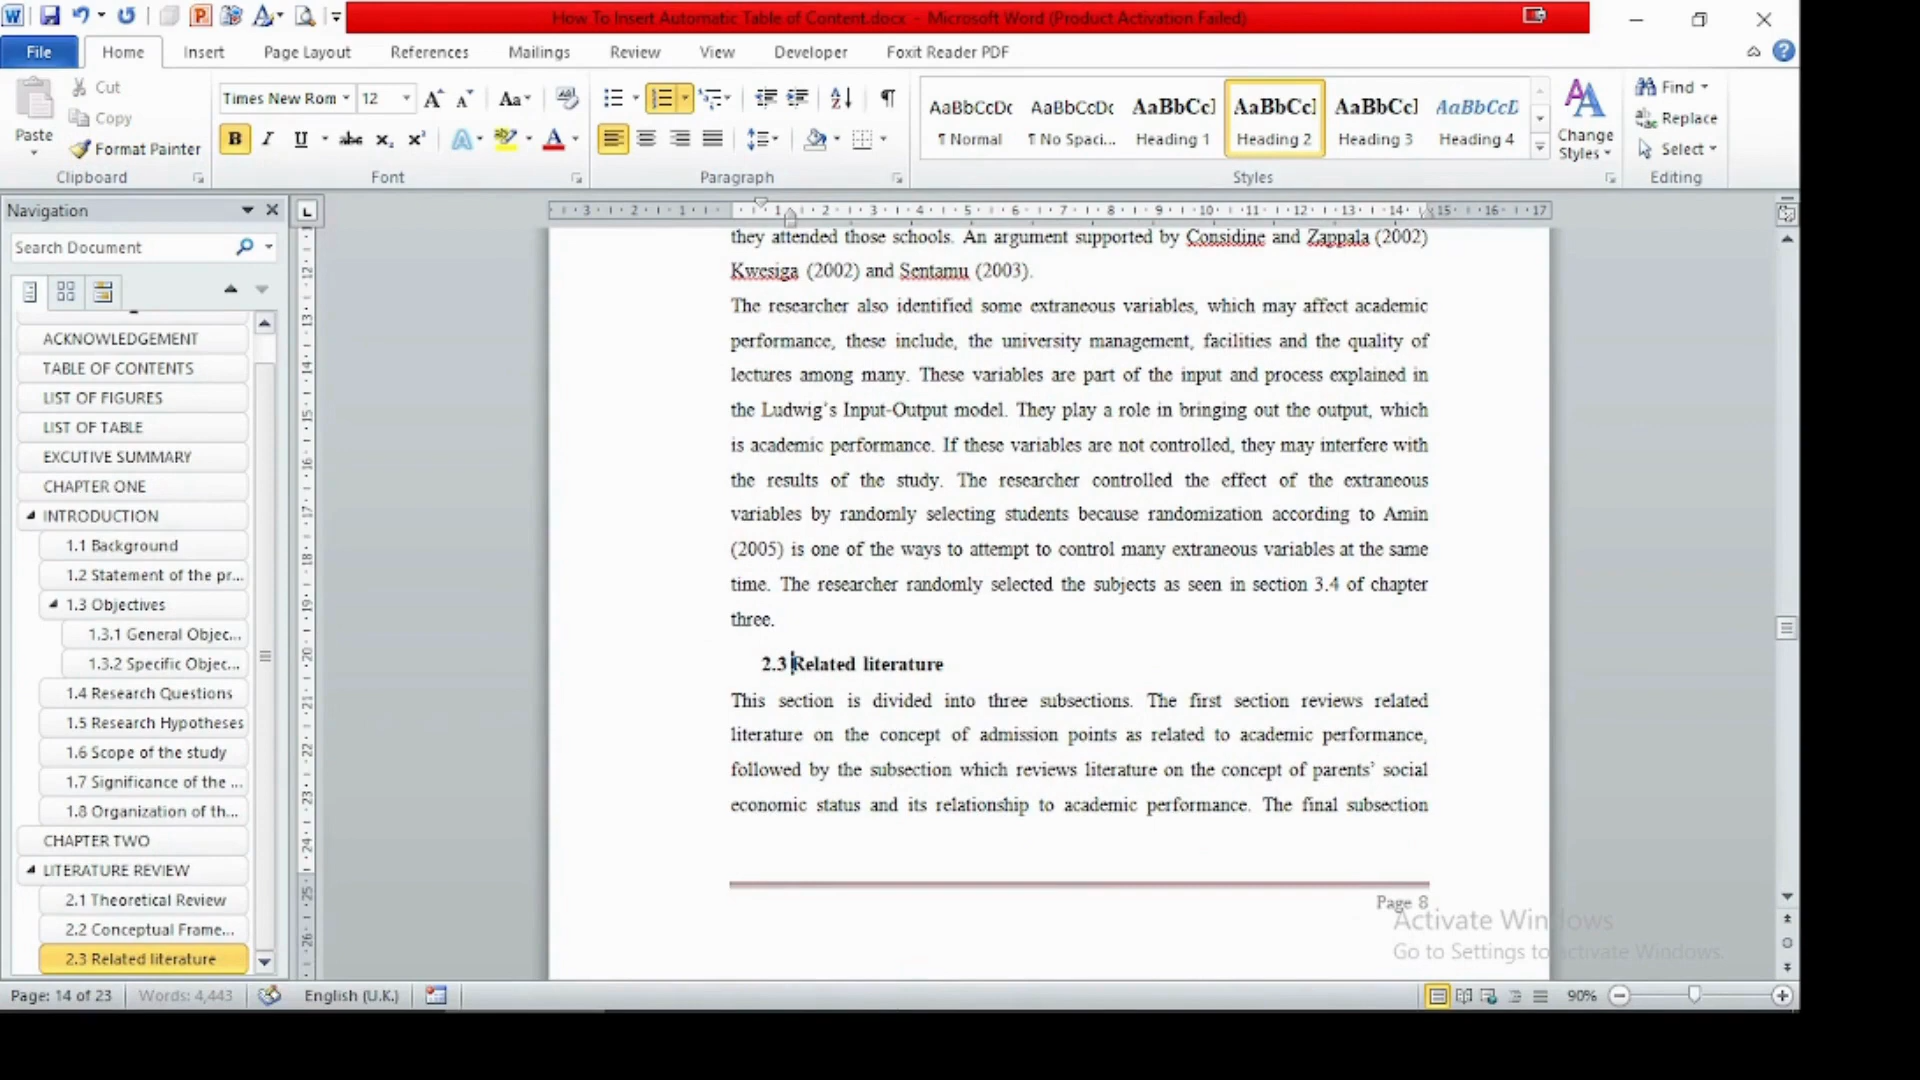 How To Insert Automatic Table of Content.docx - Microsoft Word (Product Activation Failed)
File Home Insert Page Layout References Mailings Review View Developer Foxit Reader PDF
Paste
Cut
Copy
Format Painter
Clipboard
Times New Rom 12
Font
Paragraph
AaBbCcDc AaBbCcDc AaBbCc] AaBbCc] AaBbCc] AaBbCcD
¶ Normal ¶ No Spaci... Heading 1 Heading 2 Heading 3 Heading 4
Change
Styles
Styles
Find
Replace
Select
Editing
Navigation
Search Document
ACKNOWLEDGEMENT
TABLE OF CONTENTS
LIST OF FIGURES
LIST OF TABLE
EXCUTIVE SUMMARY
CHAPTER ONE
INTRODUCTION
1.1 Background
1.2 Statement of the pr...
1.3 Objectives
1.3.1 General Objec...
1.3.2 Specific Objec...
1.4 Research Questions
1.5 Research Hypotheses
1.6 Scope of the study
1.7 Significance of the ...
1.8 Organization of th...
CHAPTER TWO
LITERATURE REVIEW
2.1 Theoretical Review
2.2 Conceptual Frame...
2.3 Related literature
they attended those schools. An argument supported by Considine and Zappala (2002)
Kwesiga (2002) and Sentamu (2003).
The researcher also identified some extraneous variables, which may affect academic
performance, these include, the university management, facilities and the quality of
lectures among many. These variables are part of the input and process explained in
the Ludwig's Input-Output model. They play a role in bringing out the output, which
is academic performance. If these variables are not controlled, they may interfere with
the results of the study. The researcher controlled the effect of the extraneous
variables by randomly selecting students because randomization according to Amin
(2005) is one of the ways to attempt to control many extraneous variables at the same
time. The researcher randomly selected the subjects as seen in section 3.4 of chapter
three.
2.3 Related literature
This section is divided into three subsections. The first section reviews related
literature on the concept of admission points as related to academic performance,
followed by the subsection which reviews literature on the concept of parents' social
economic status and its relationship to academic performance. The final subsection
Page 8
Activate Windows
Go to Settings to activate Windows.
Page: 14 of 23 Words: 4,443 English (U.K.) 90%